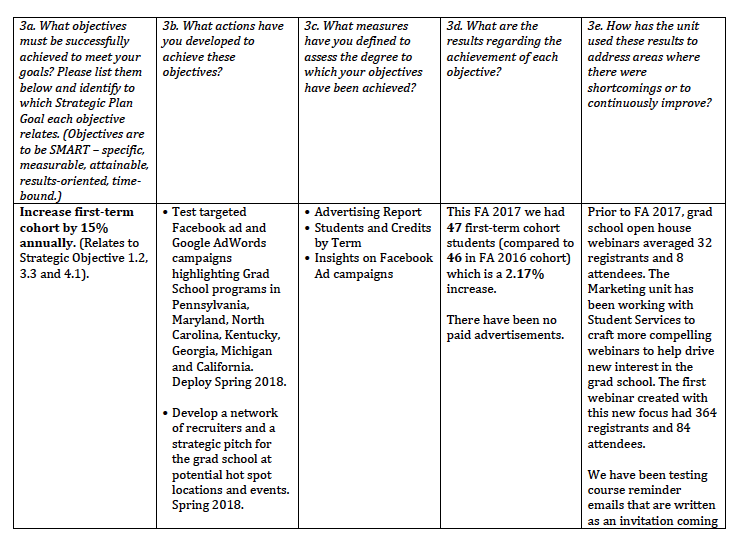 3a. What objectives
must be successfully
achieved to meet your
goals? Please list them
below and identify to
which Strategic Plan
Goal each objective
relates. (Objectives are
to be SMART – specific,
measurable, attainable,
results-oriented, time-
bound.)
3b. What actions have
you developed to
achieve these
objectives?
3c. What measures
have you defined to
assess the degree to
which your objectives
have been achieved?
3d. What are the
results regarding the
achievement of each
objective?
3e. How has the unit
used these results to
address areas where
there were
shortcomings or to
continuously improve?
Increase first-term
cohort by 15%
annually. (Relates to
Strategic Objective 1.2,
3.3 and 4.1).
• Test targeted
Facebook ad and
Google AdWords
campaigns
highlighting Grad
School programs in
Pennsylvania,
Maryland, North
Carolina, Kentucky,
Georgia, Michigan
and California.
Deploy Spring 2018.
• Develop a network
of recruiters and a
strategic pitch for
the grad school at
potential hot spot
locations and events.
Spring 2018.
• Advertising Report
• Students and Credits
by Term
• Insights on Facebook
Ad campaigns
This FA 2017 we had
47 first-term cohort
students (compared to
46 in FA 2016 cohort)
which is a 2.17%
increase.
There have been no
paid advertisements.
Prior to FA 2017, grad
school open house
webinars averaged 32
registrants and 8
attendees. The
Marketing unit has
been working with
Student Services to
craft more compelling
webinars to help drive
new interest in the
grad school. The first
webinar created with
this new focus had 364
registrants and 84
attendees.
We have been testing
course reminder
emails that are written
as an invitation coming